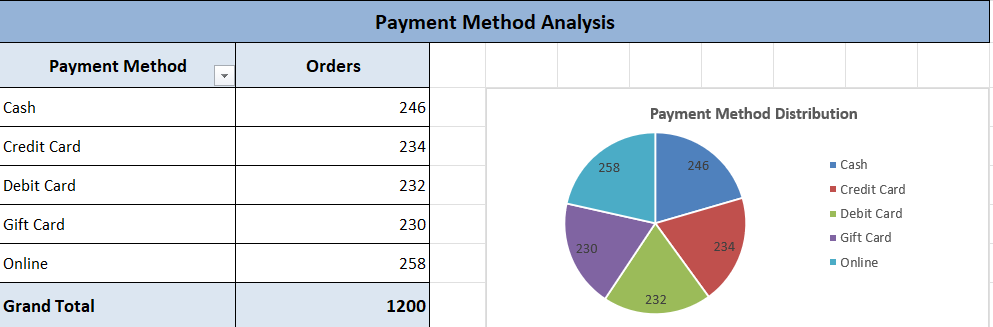 Payment Method Analysis
Payment Method Orders
Cash 246
Credit Card 234
Debit Card 232
Gift Card 230
Online 258
Grand Total 1200
Payment Method Distribution
258 246
230 234
232
Cash
Credit Card
Debit Card
Gift Card
Online